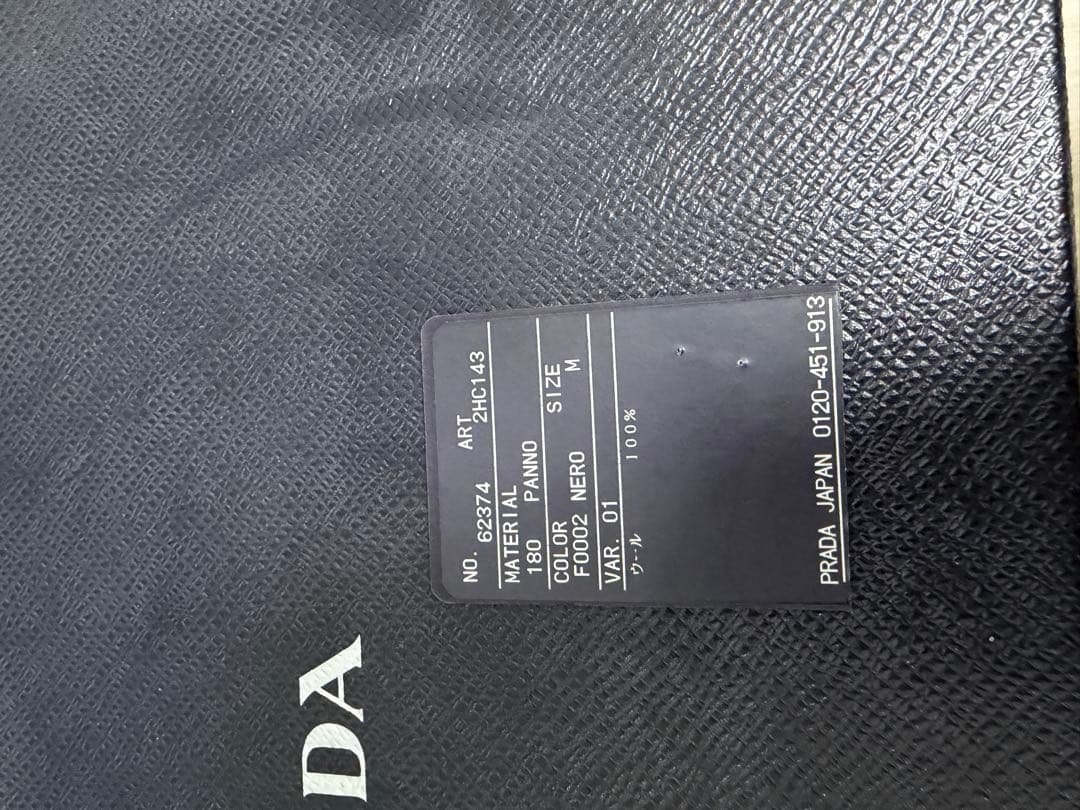 NO. ART
62374 2HC143
MATERIAL
180 PANNO
COLOR SIZE
F0002 NERO M
VAR. 01
ウール 100%
PRADA JAPAN 0120-451-913
DA